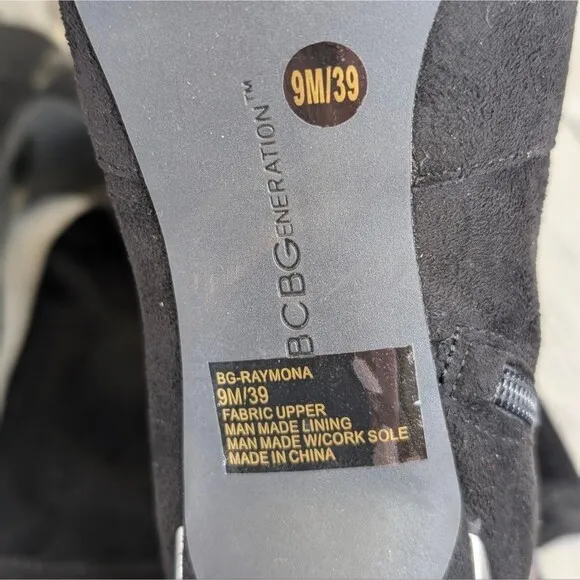 9M/39
BCBGENERATION™
BG-RAYMONA
9M/39
FABRIC UPPER
MAN MADE LINING
MAN MADE W/CORK SOLE
MADE IN CHINA